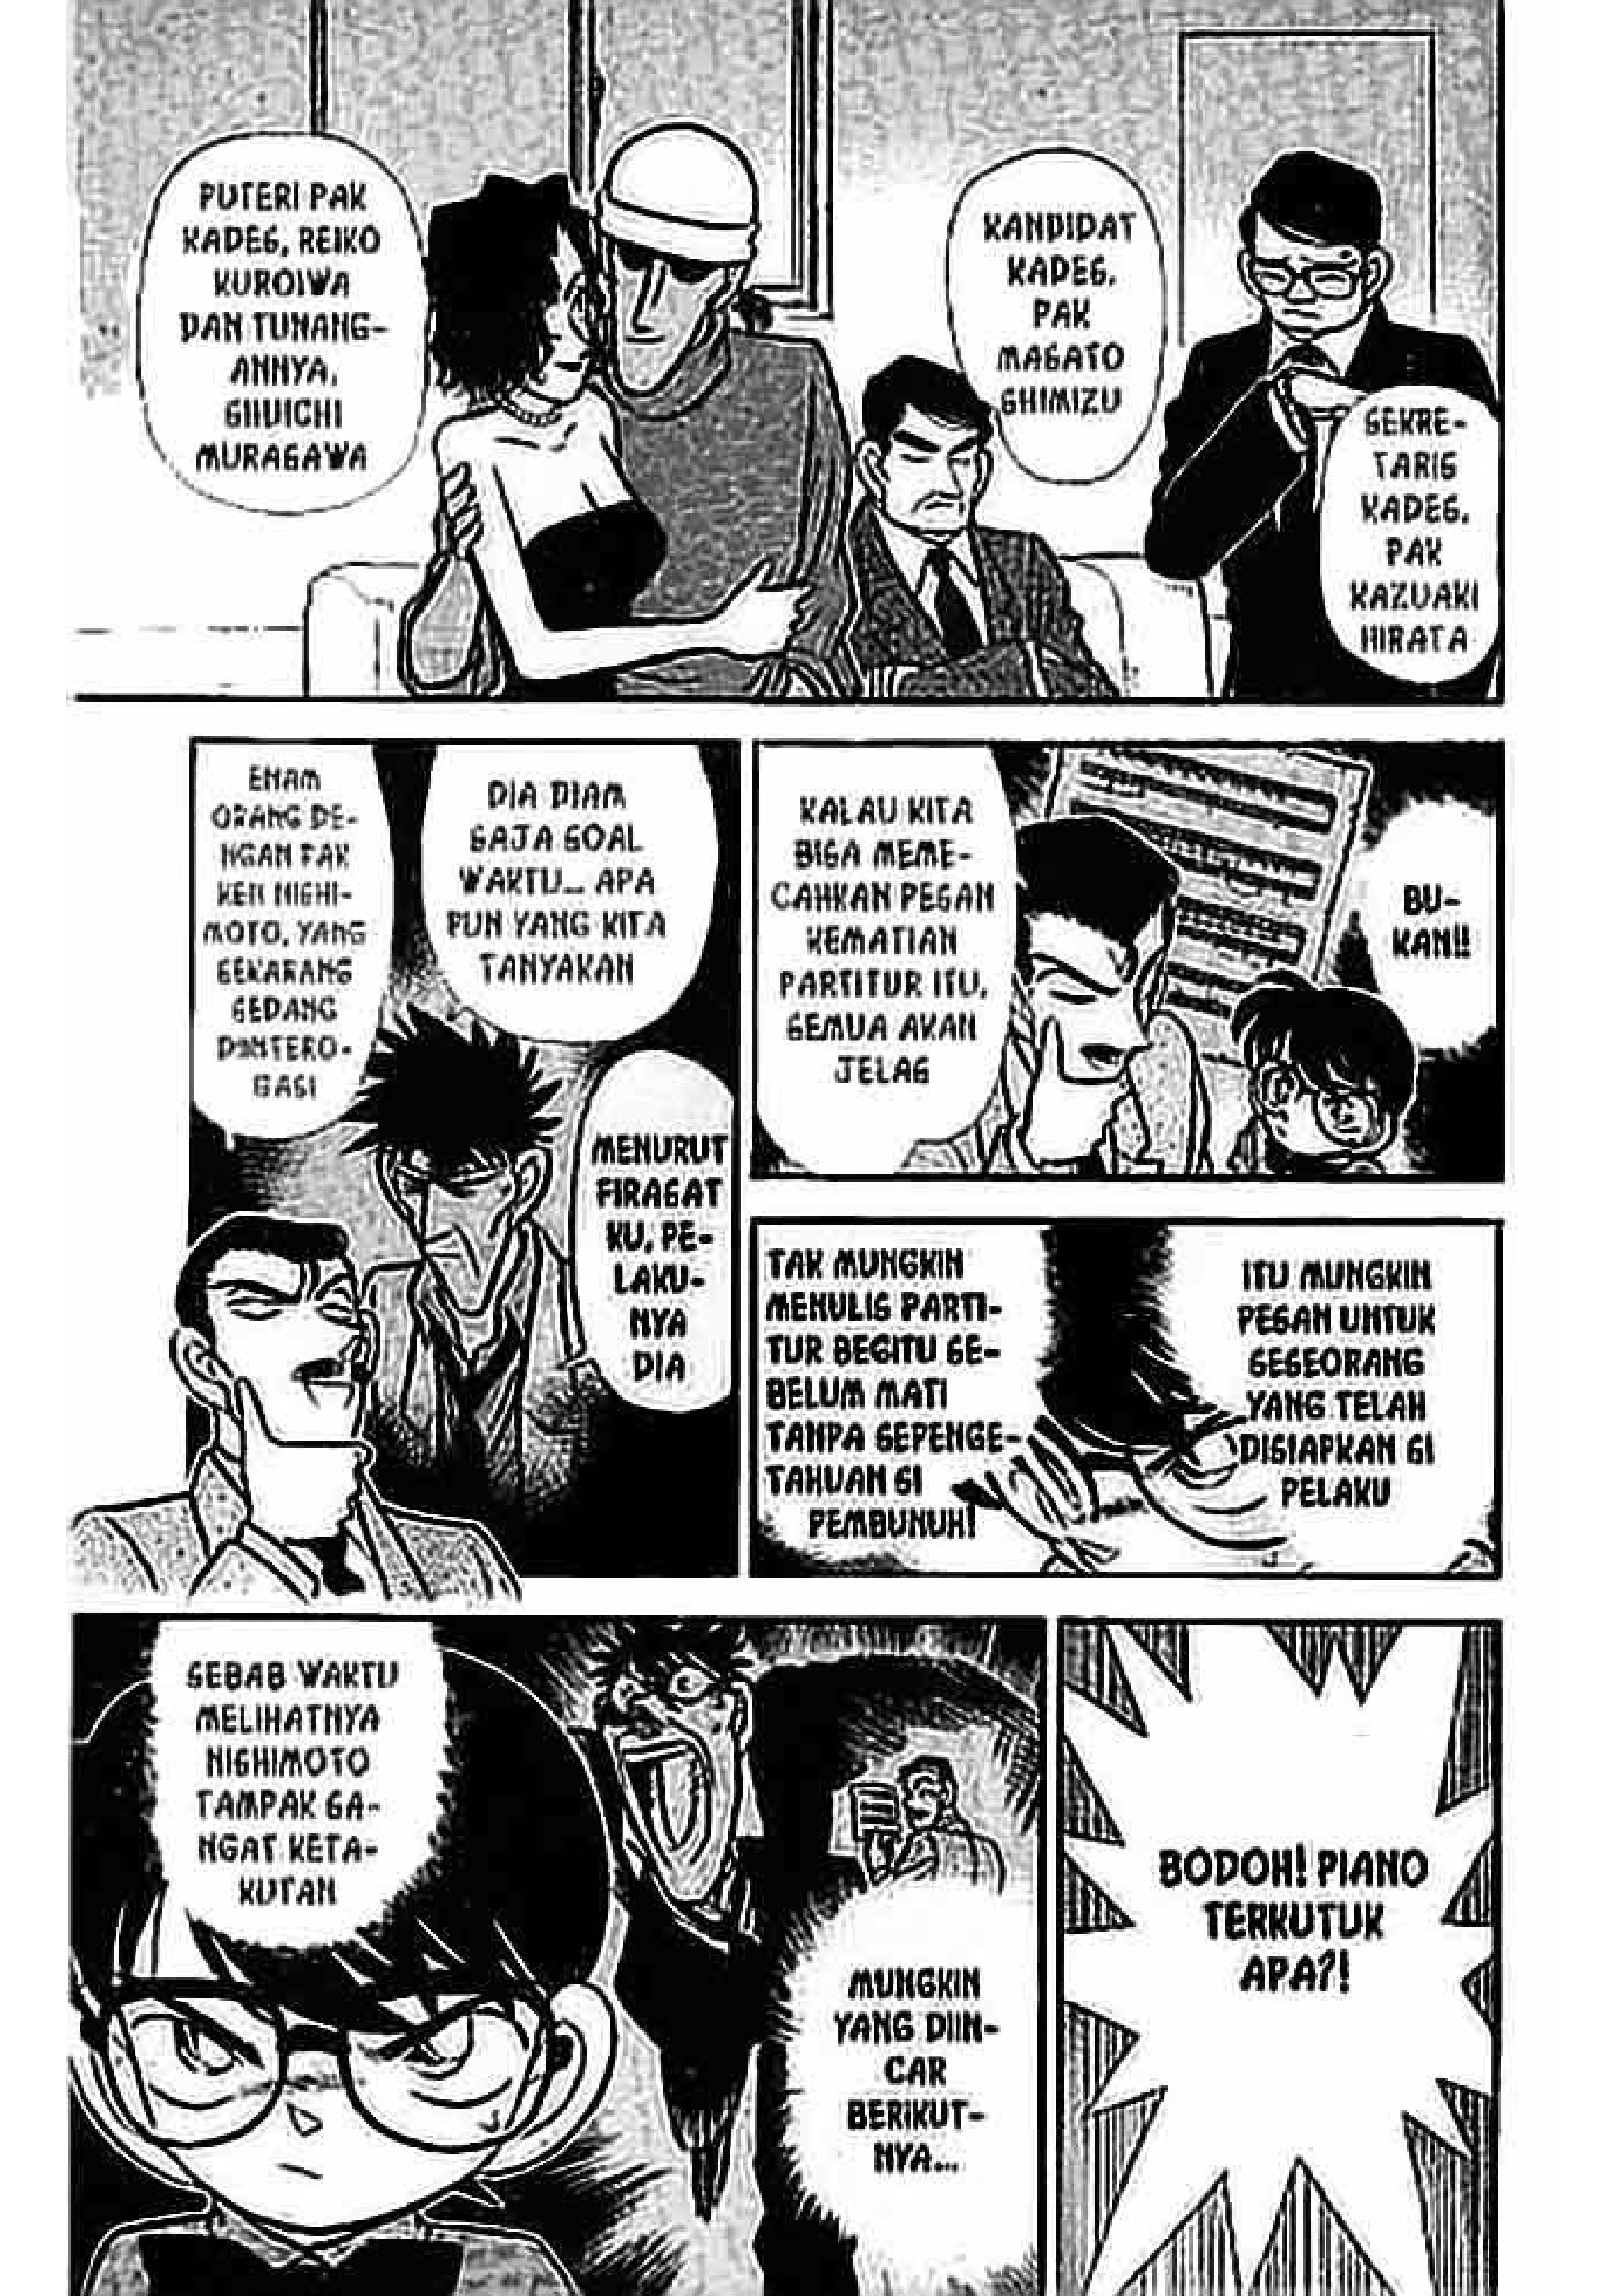 PUTERI PAK
KADES, REIKO
KUROIWA
DAN TUNANG-
ANNYA,
SHUICHI
MURASAWA
KANDIDAT
KADES,
PAK
MASATO
SHIMIZU
SEKRE-
TARIS
KADES,
PAK
KAZUAKI
HIRATA
ENAM
ORANG DE-
NGAN PAK
KEN NISHI-
MOTO, YANG
SEKARANG
SEDANG
DIINTERO-
GASI
DIA DIAM
SAJA SOAL
WAKTU... APA
PUN YANG KITA
TANYAKAN
MENURUT
FIRASAT
KU, PE-
LAKU-
NYA
DIA
KALAU KITA
BISA MEME-
CAHKAN PESAN
KEMATIAN
PARTITUR ITU,
SEMUA AKAN
JELAS
BU-
KAN!!
TAK MUNGKIN
MENULIS PARTI-
TUR BEGITU SE-
BELUM MATI
TANPA SEPENGE-
TAHUAN SI
PEMBUNUH!
ITU MUNGKIN
PESAN UNTUK
SESEORANG
YANG TELAH
DISIAPKAN SI
PELAKU
SEBAB WAKTU
MELIHATNYA
NISHIMOTO
TAMPAK SA-
NGAT KETA-
KUTAN
MUNGKIN
YANG DIIN-
CAR
BERIKUT-
NYA...
BODOH! PIANO
TERKUTUK
APA?!